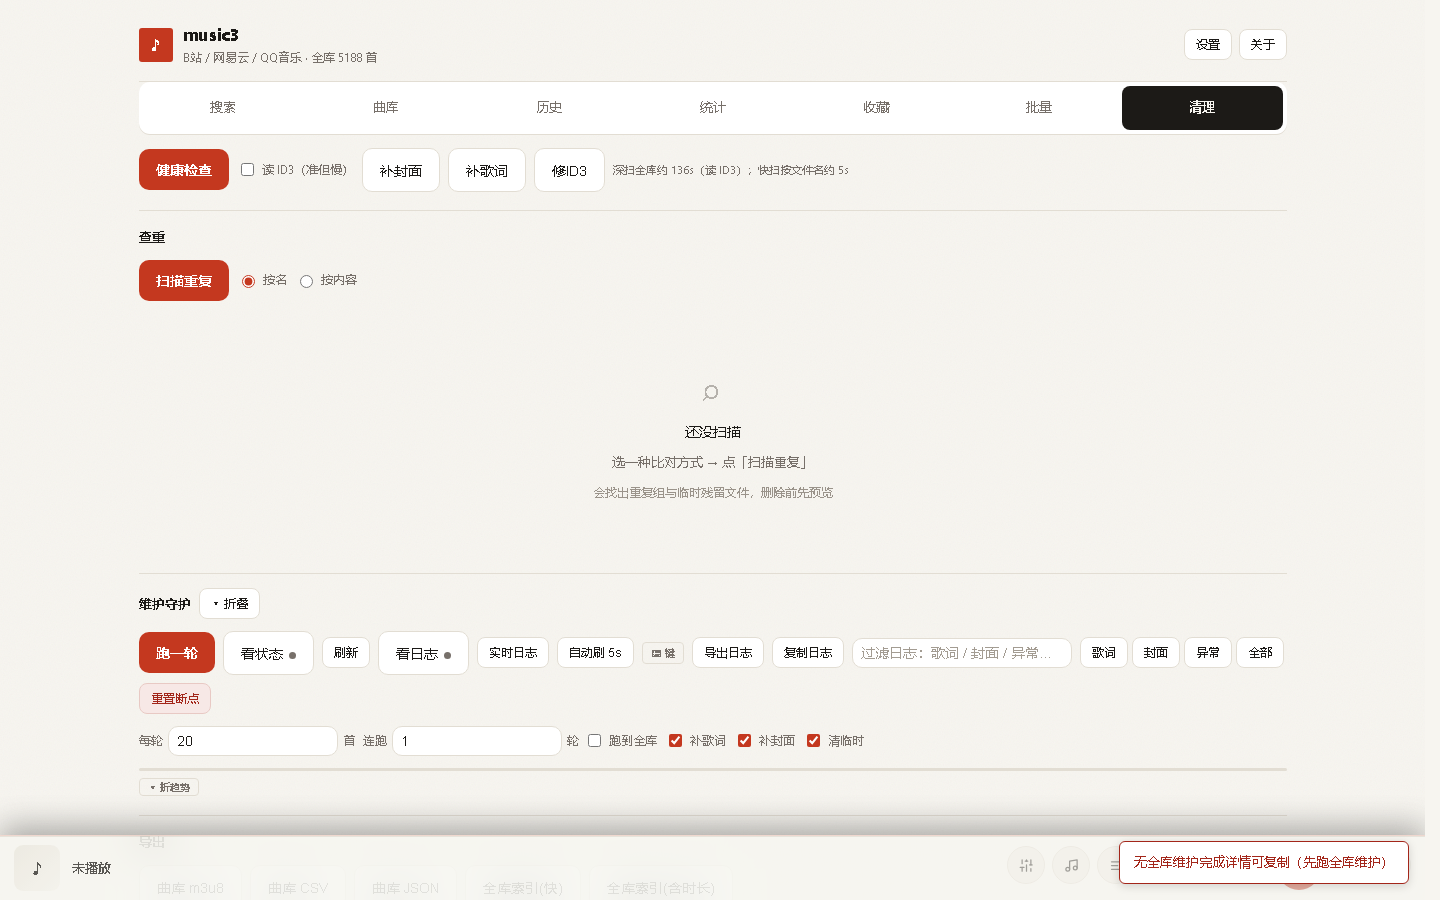 music3
B站 / 网易云 / QQ音乐 · 全库 5188 首
设置 关于
搜索 曲库 历史 统计 收藏 批量 清理
健康检查 读 ID3（准但慢） 补封面 补歌词 修ID3 深扫全库约 136s（读 ID3）；快扫按文件名约 5s
查重
扫描重复 按名 按内容
还没扫描
选一种比对方式 → 点「扫描重复」
会找出重复组与临时残留文件，删除前先预览
维护守护 ▾ 折叠
跑一轮 看状态 ● 刷新 看日志 ● 实时日志 自动刷 5s ⌨ 键 导出日志 复制日志 过滤日志：歌词 / 封面 / 异常... 歌词 封面 异常 全部
重置断点
每轮 20 首 连跑 1 轮 跑到全库 补歌词 补封面 清临时
▾ 折趋势
导出
曲库 m3u8 曲库 CSV 曲库 JSON 全库索引(快) 全库索引(含时长)
♪ 未播放
无全库维护完成详情可复制（先跑全库维护）